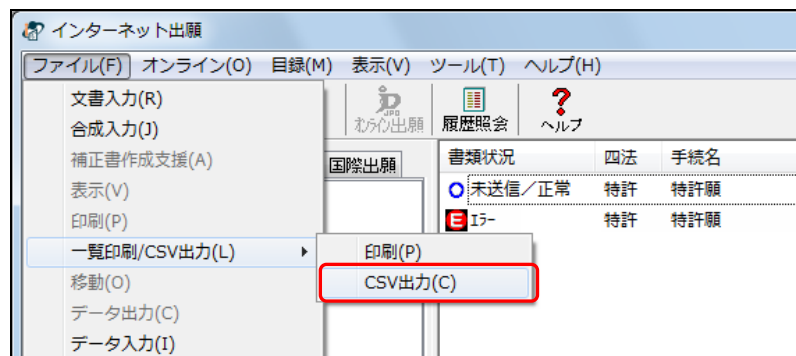 インターネット出願
ファイル(F) オンライン(O) 目録(M) 表示(V) ツール(T) ヘルプ(H)
文書入力(R)
合成入力(J)
補正書作成支援(A)
表示(V)
印刷(P)
一覧印刷/CSV出力(L)
移動(O)
データ出力(C)
データ入力(I)
印刷(P)
CSV出力(C)
JPO
ｵﾝﾗｲﾝ出願 履歴照会 ヘルプ
国際出願
書類状況 四法 手続名
未送信／正常 特許 特許願
E ｴﾗｰ 特許 特許願